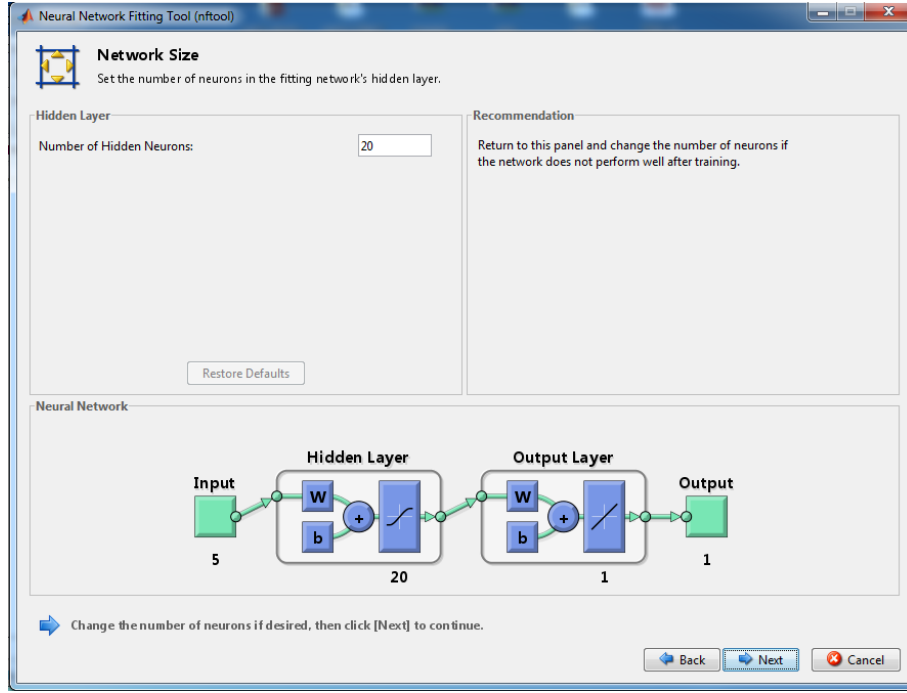 Neural Network Fitting Tool (nftool)
Network Size
Set the number of neurons in the fitting network's hidden layer.
Hidden Layer
Number of Hidden Neurons: 20
Restore Defaults
Recommendation
Return to this panel and change the number of neurons if
the network does not perform well after training.
Neural Network
Hidden Layer Output Layer
Input Output
W W
+ +
b b
5 1
20 1
Change the number of neurons if desired, then click [Next] to continue.
Back Next Cancel